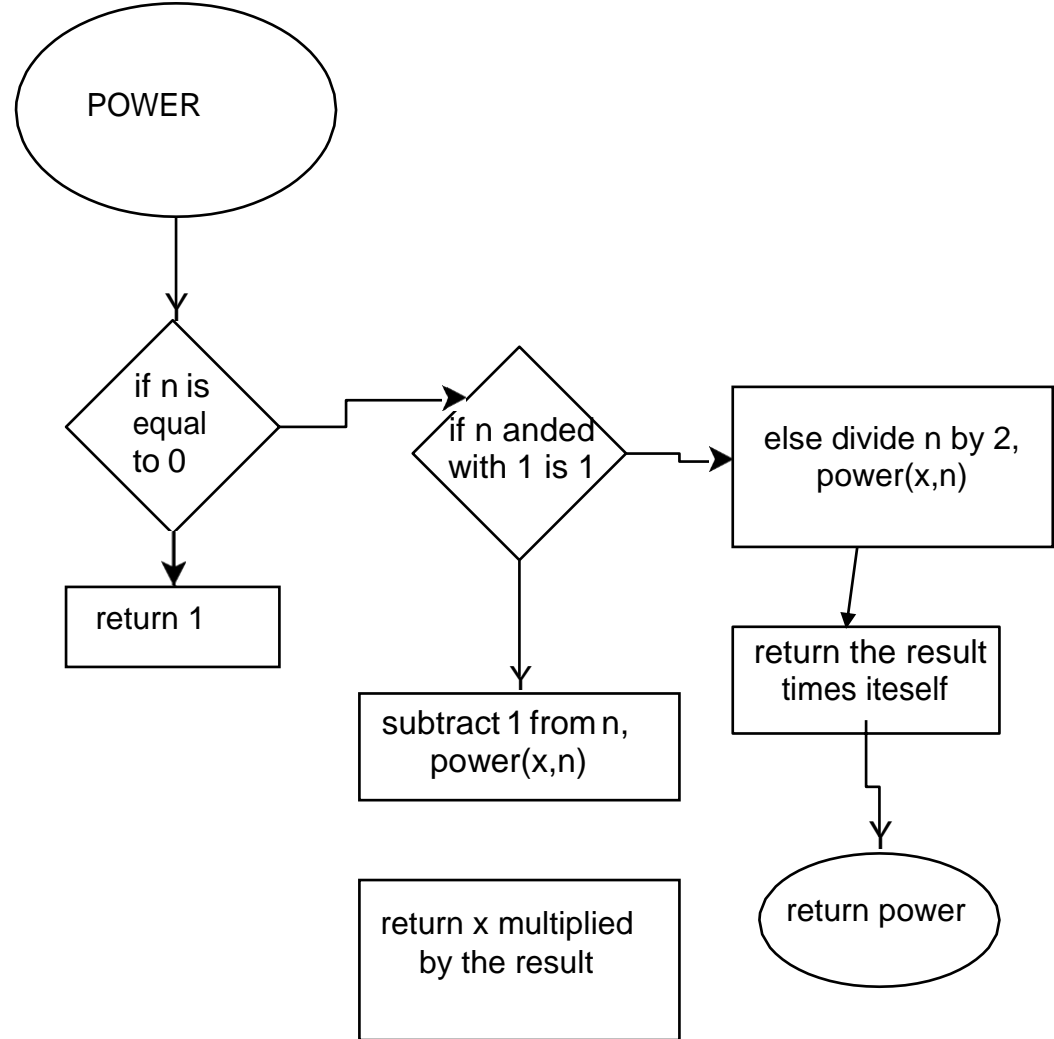 POWER
if n is
equal
to 0
return 1
if n anded
with 1 is 1
subtract 1 from n,
power(x,n)
return x multiplied
by the result
else divide n by 2,
power(x,n)
return the result
times iteself
return power